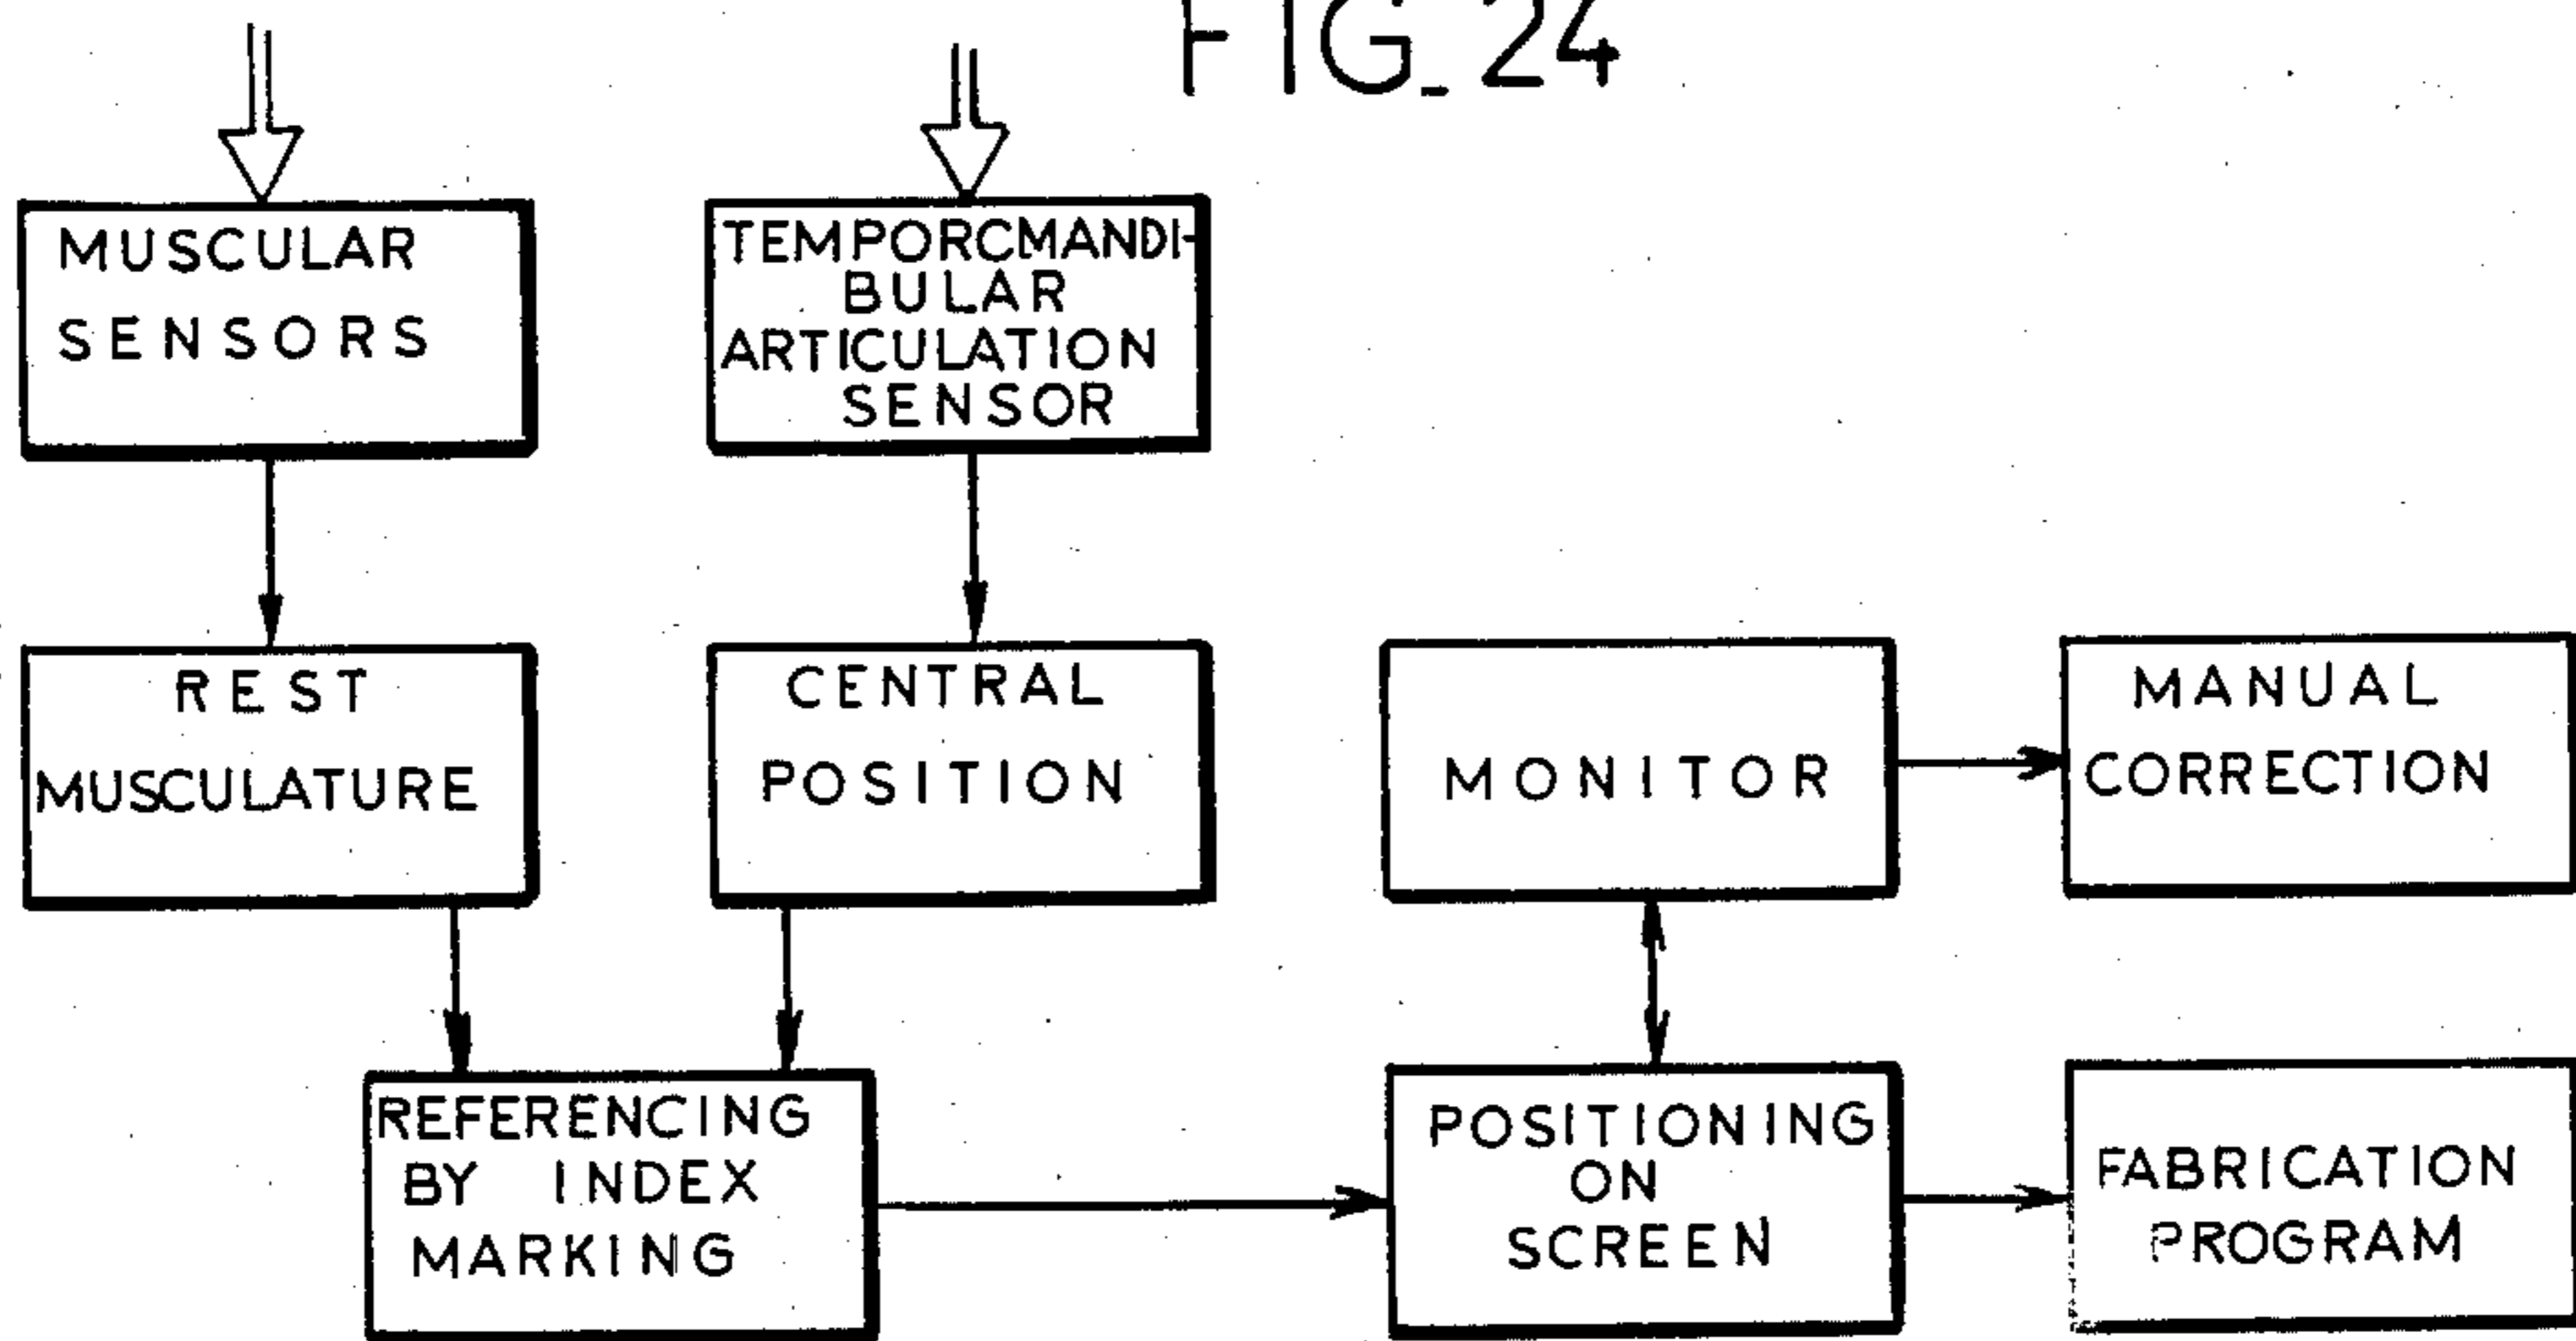 FIG_24
MUSCULAR
SENSORS
TEMPORCMANDI-
BULAR
ARTICULATION
SENSOR
REST
MUSCULATURE
CENTRAL
POSITION
MONITOR
MANUAL
CORRECTION
REFERENCING
BY INDEX
MARKING
POSITIONING
ON
SCREEN
FABRICATION
PROGRAM